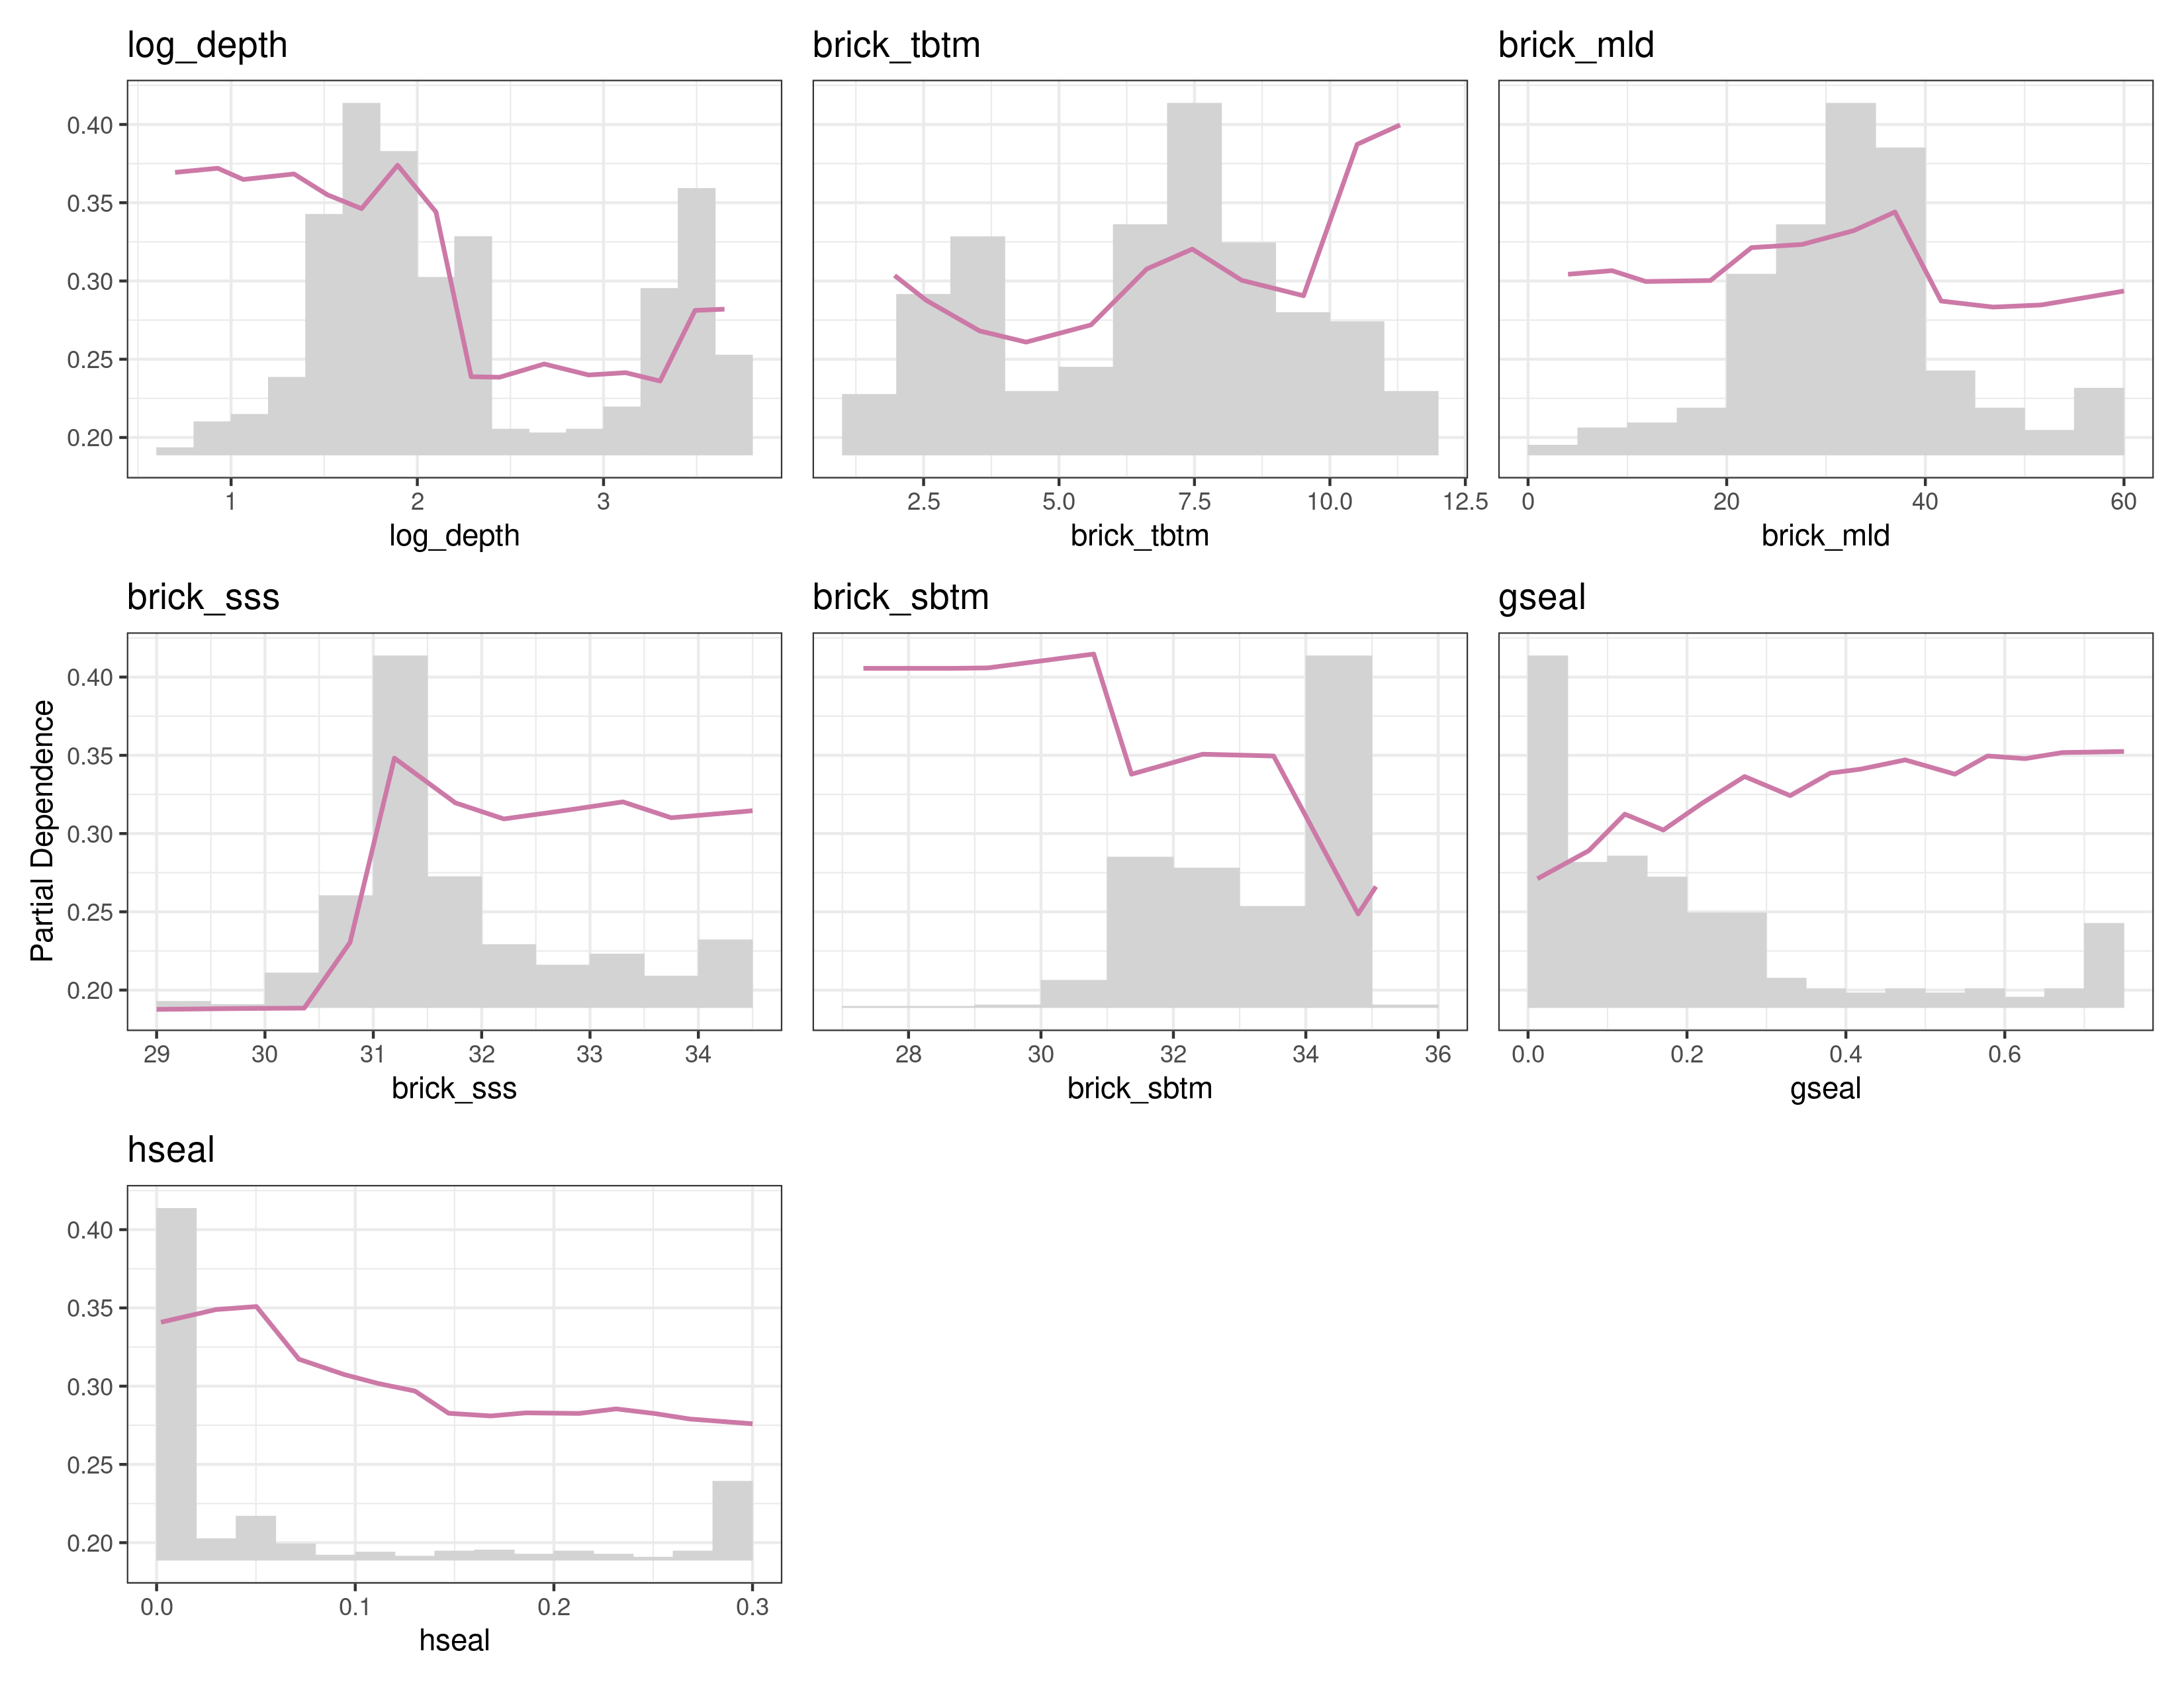 log_depth
brick_tbtm
brick_mld
0.40
0.35
0.30
0.25
0.20
1 2 3
2.5 5.0 7.5 10.0 12.5
0 20 40 60
log_depth
brick_tbtm
brick_mld
brick_sss
brick_sbtm
gseal
Partial Dependence
0.40
0.35
0.30
0.25
0.20
29 30 31 32 33 34
28 30 32 34 36
0.0 0.2 0.4 0.6
brick_sss
brick_sbtm
gseal
hseal
0.40
0.35
0.30
0.25
0.20
0.0 0.1 0.2 0.3
hseal